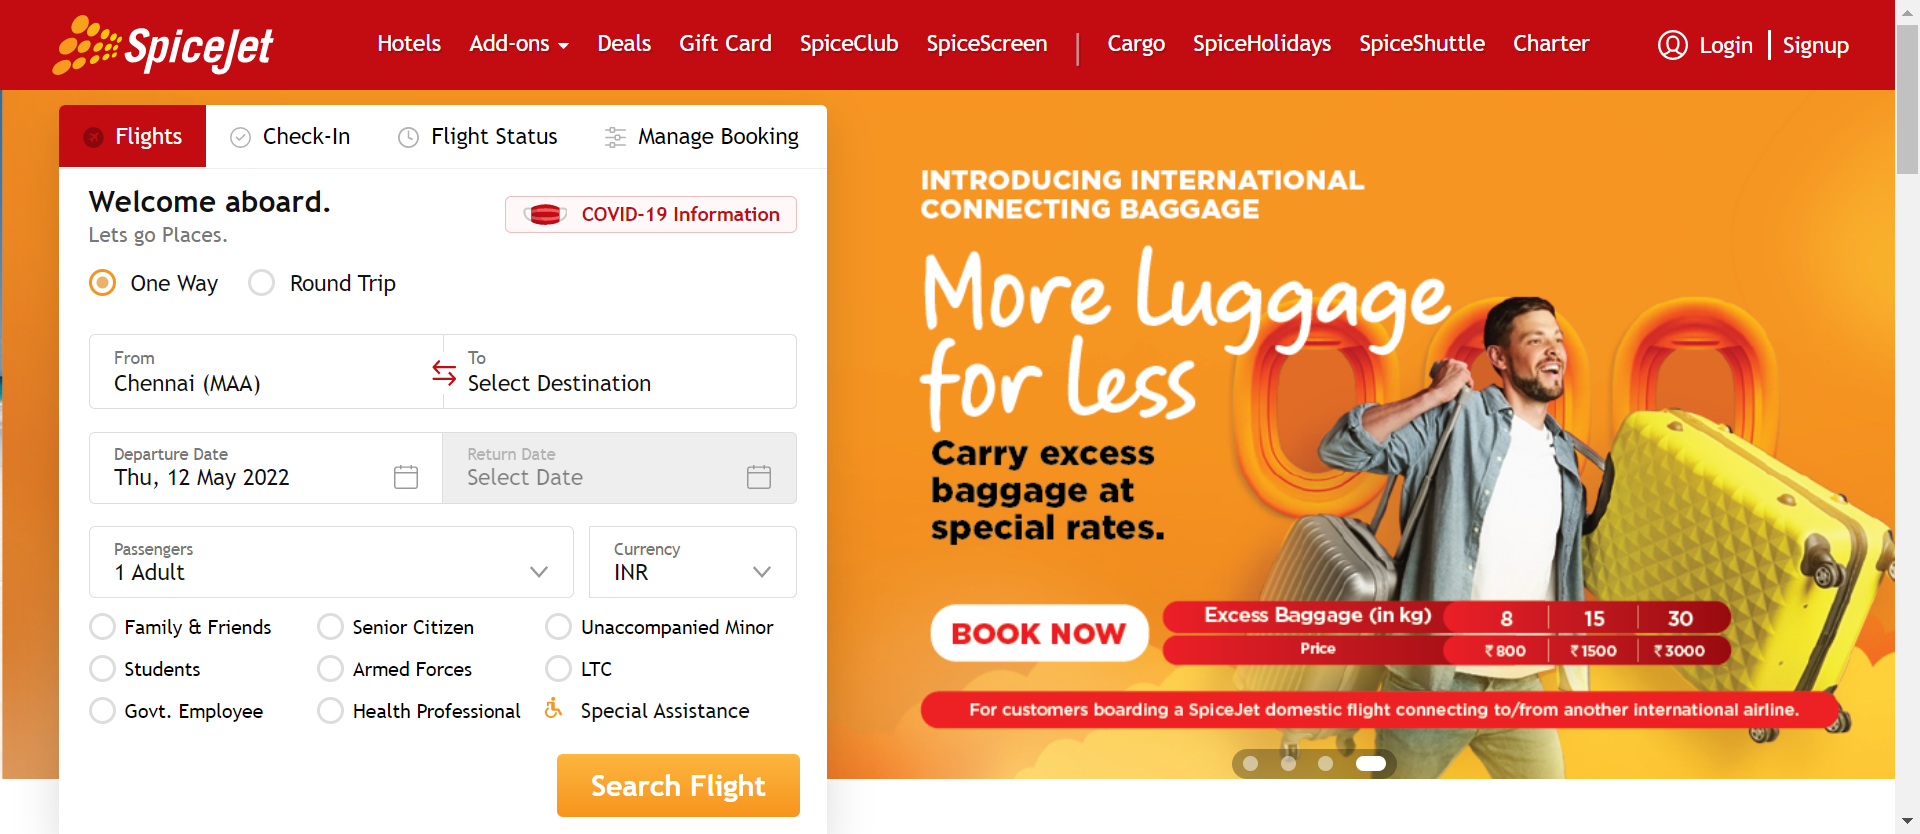 SpiceJet
Hotels Add-ons Deals Gift Card SpiceClub SpiceScreen | Cargo SpiceHolidays SpiceShuttle Charter Login | Signup
Flights Check-In Flight Status Manage Booking
Welcome aboard.
Lets go Places.
COVID-19 Information
One Way Round Trip
From
Chennai (MAA)
To
Select Destination
Departure Date
Thu, 12 May 2022
Return Date
Select Date
Passengers
1 Adult
Currency
INR
Family & Friends Senior Citizen Unaccompanied Minor
Students Armed Forces LTC
Govt. Employee Health Professional Special Assistance
Search Flight
INTRODUCING INTERNATIONAL
CONNECTING BAGGAGE
More luggage
for less
Carry excess
baggage at
special rates.
BOOK NOW
Excess Baggage (in kg) 8 15 30
Price ₹800 ₹1500 ₹3000
For customers boarding a SpiceJet domestic flight connecting to/from another international airline.